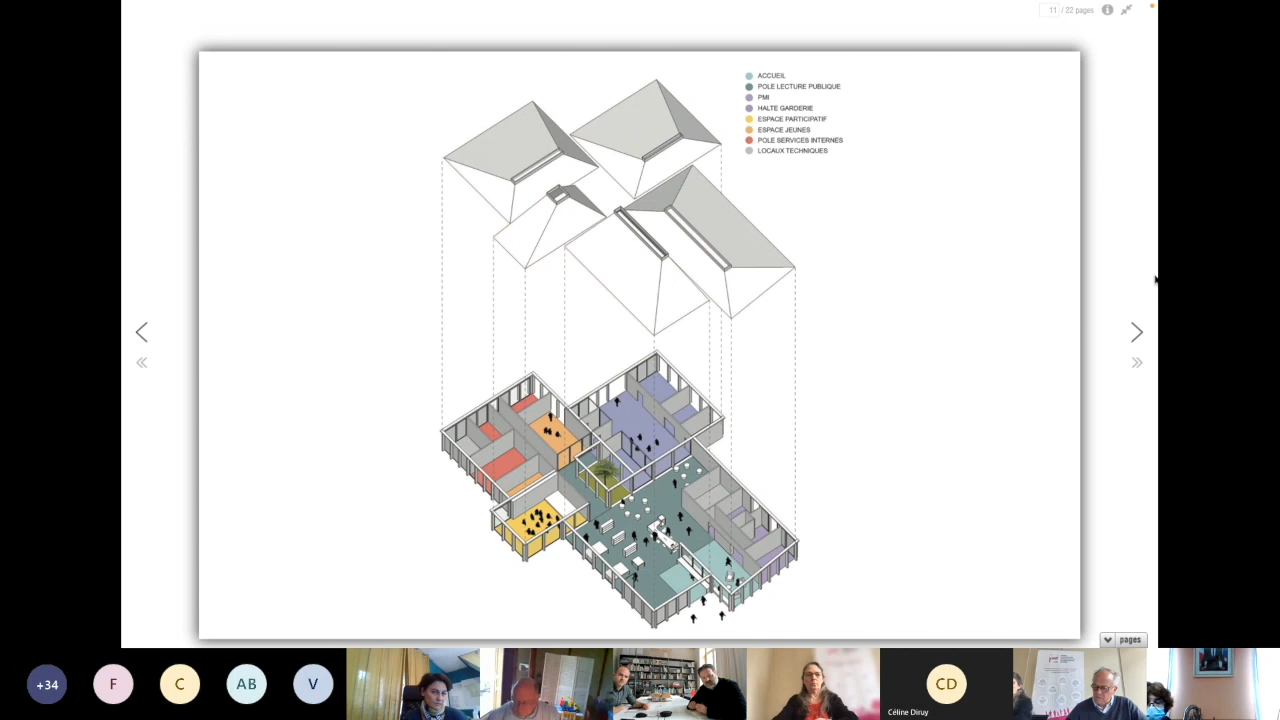 11 / 22 pages
ACCUEIL
POLE LECTURE PUBLIQUE
PMI
HALTE GARDERIE
ESPACE PARTICIPATIF
ESPACE JEUNES
POLE SERVICES INTERNES
LOCAUX TECHNIQUES
pages
+34
F
C
AB
V
CD
Céline Diruy